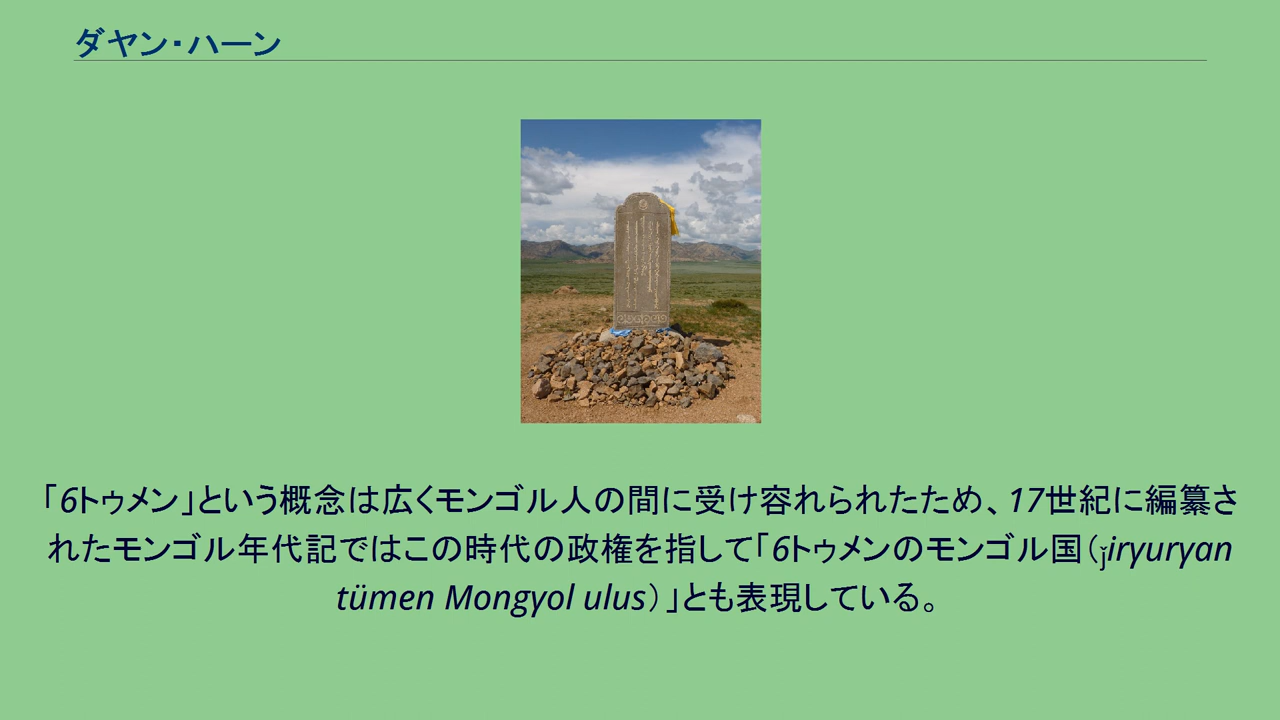 ダヤン・ハーン
「6トゥメン」という概念は広くモンゴル人の間に受け容れられたため、17世紀に編纂さ
れたモンゴル年代記ではこの時代の政権を指して「6トゥメンのモンゴル国（ǰirγuryan
tümen Mongγol ulus）」とも表現している。